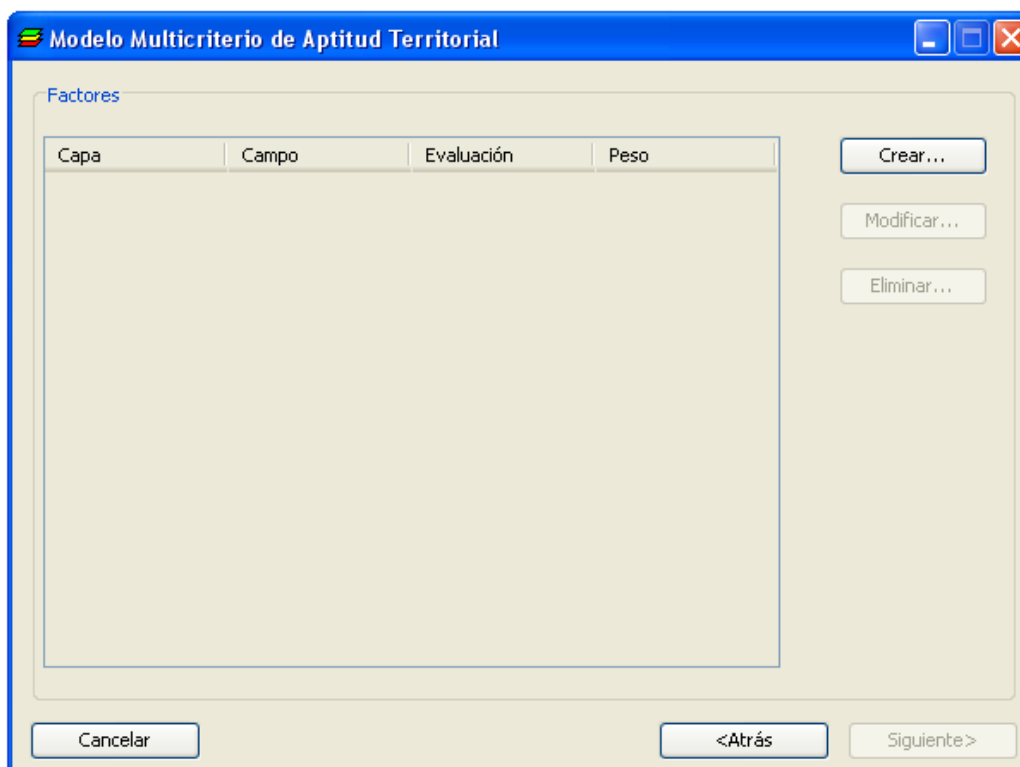 Modelo Multicriterio de Aptitud Territorial
Factores
Capa Campo Evaluación Peso
Crear...
Modificar...
Eliminar...
Cancelar <Atrás Siguiente>